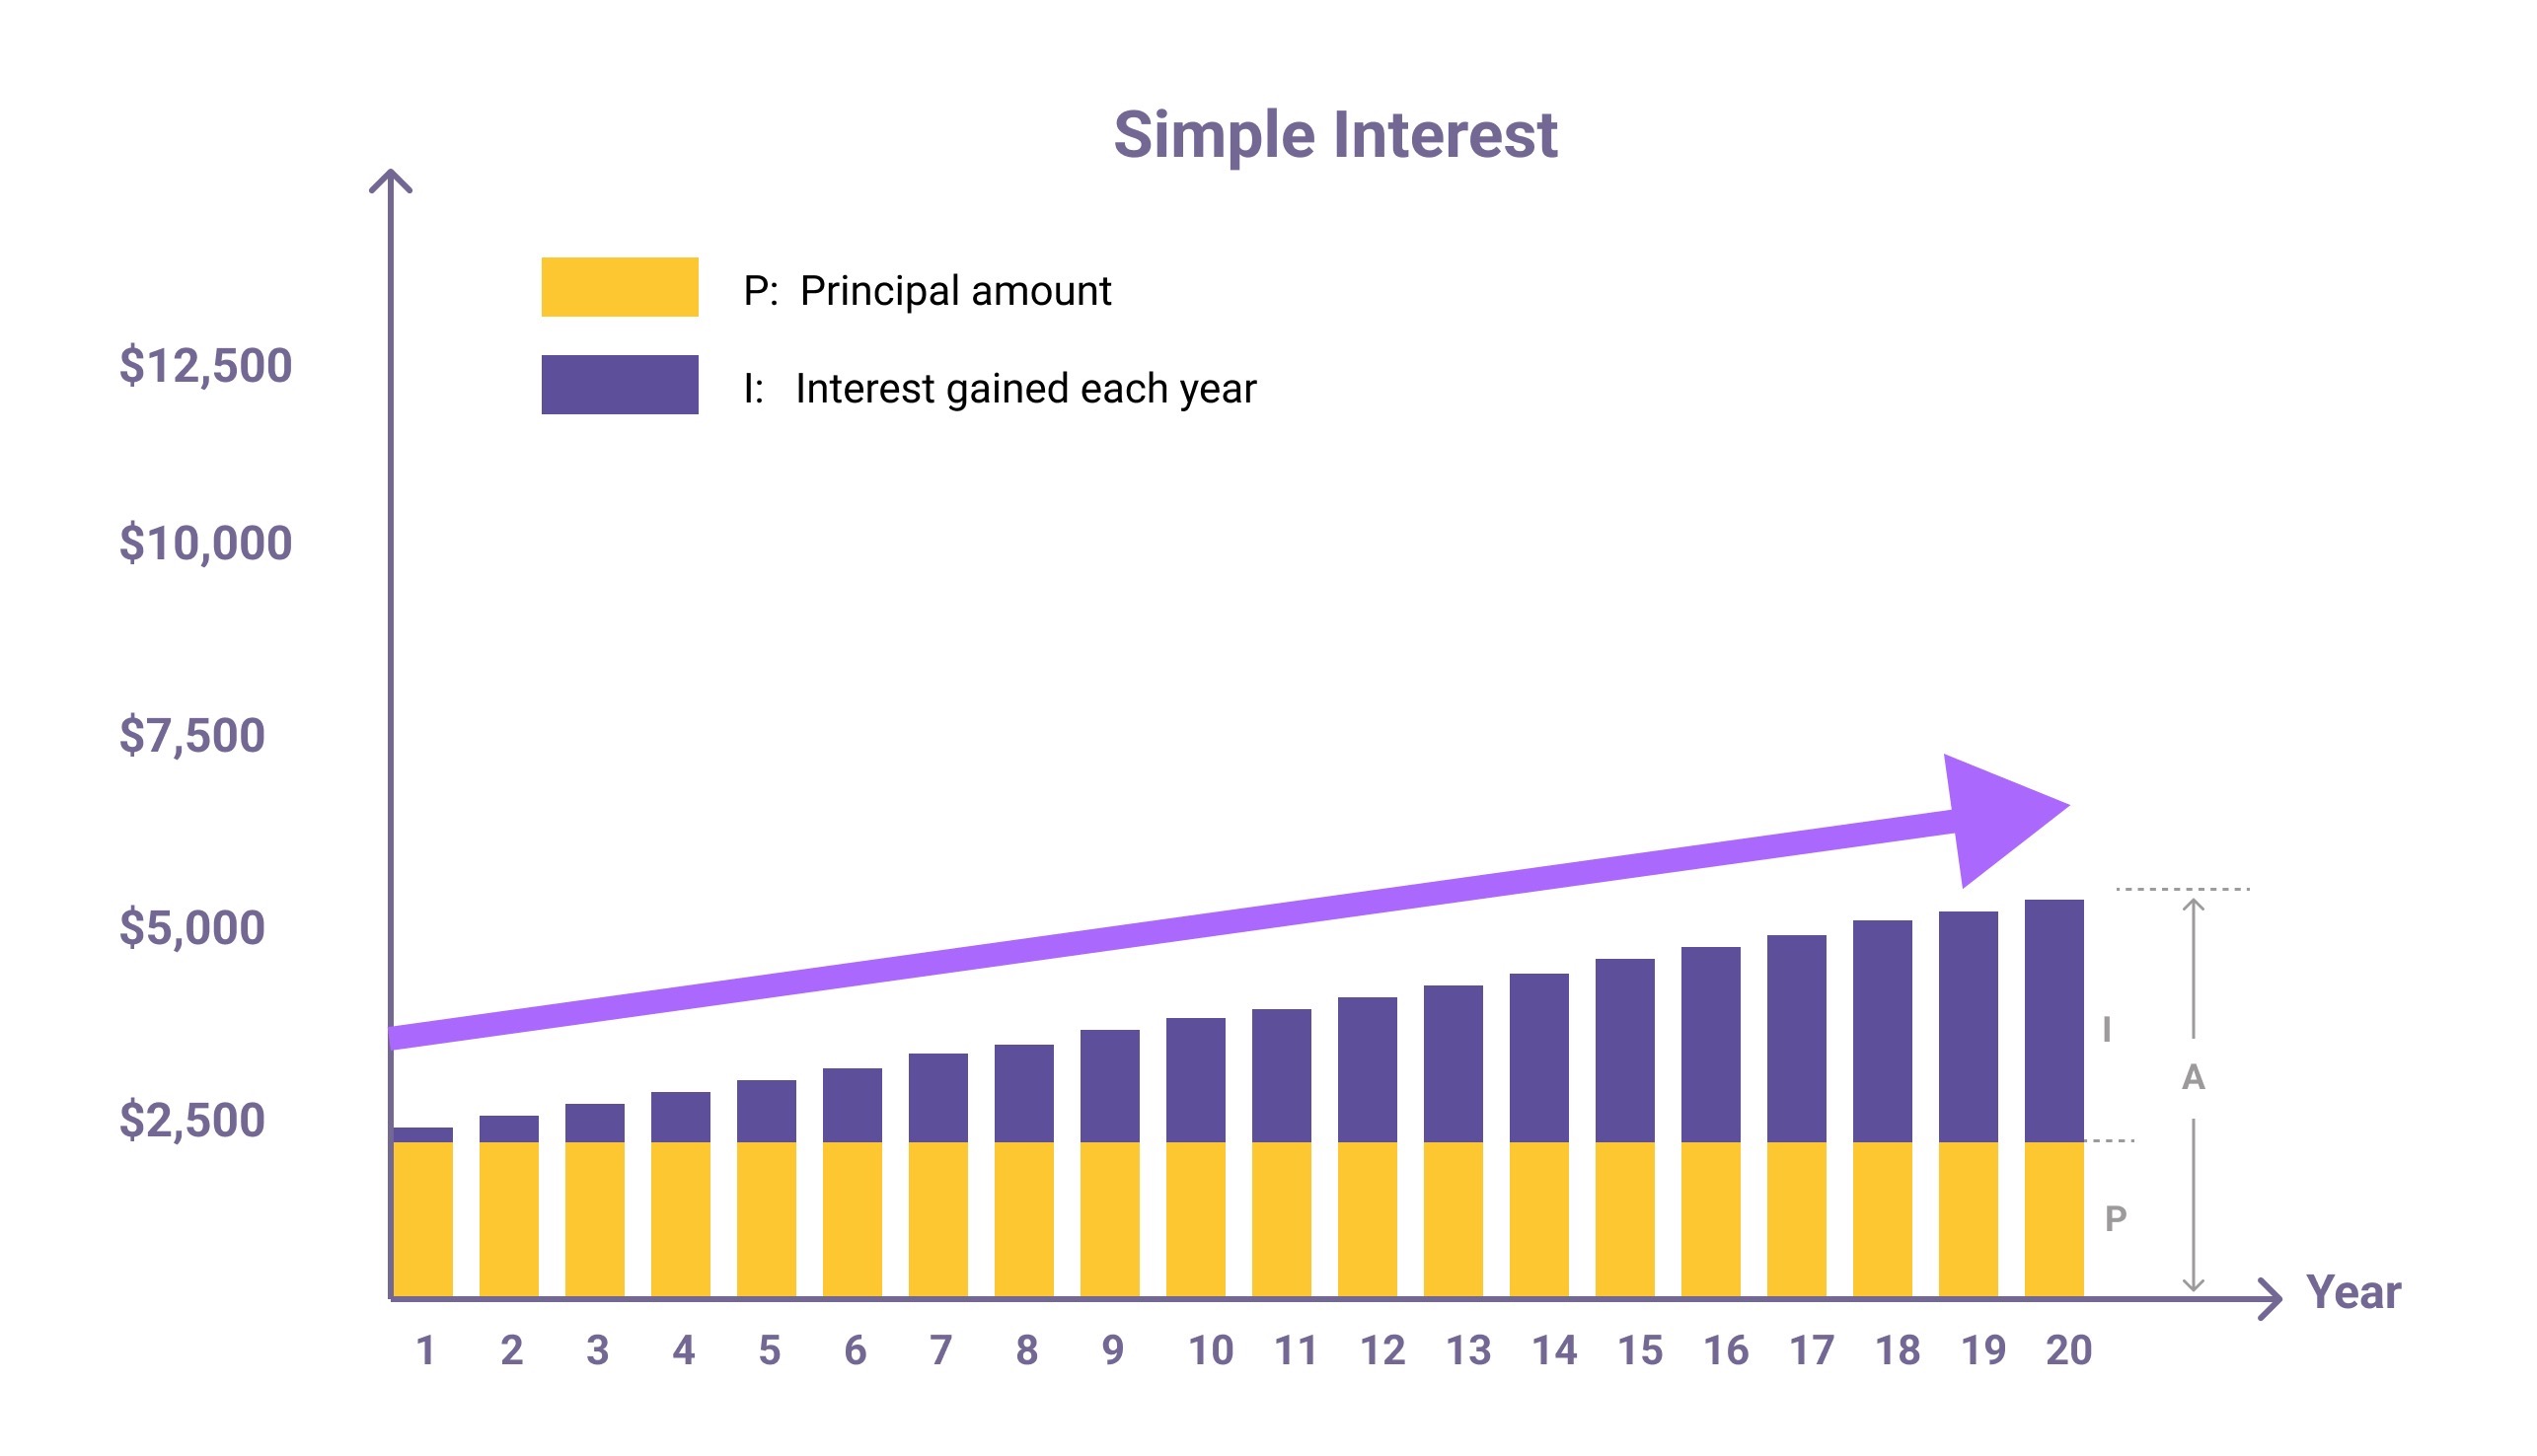 Simple Interest
P: Principal amount
I: Interest gained each year
$12,500
$10,000
$7,500
$5,000
$2,500
I
A
P
Year
1 2 3 4 5 6 7 8 9 10 11 12 13 14 15 16 17 18 19 20